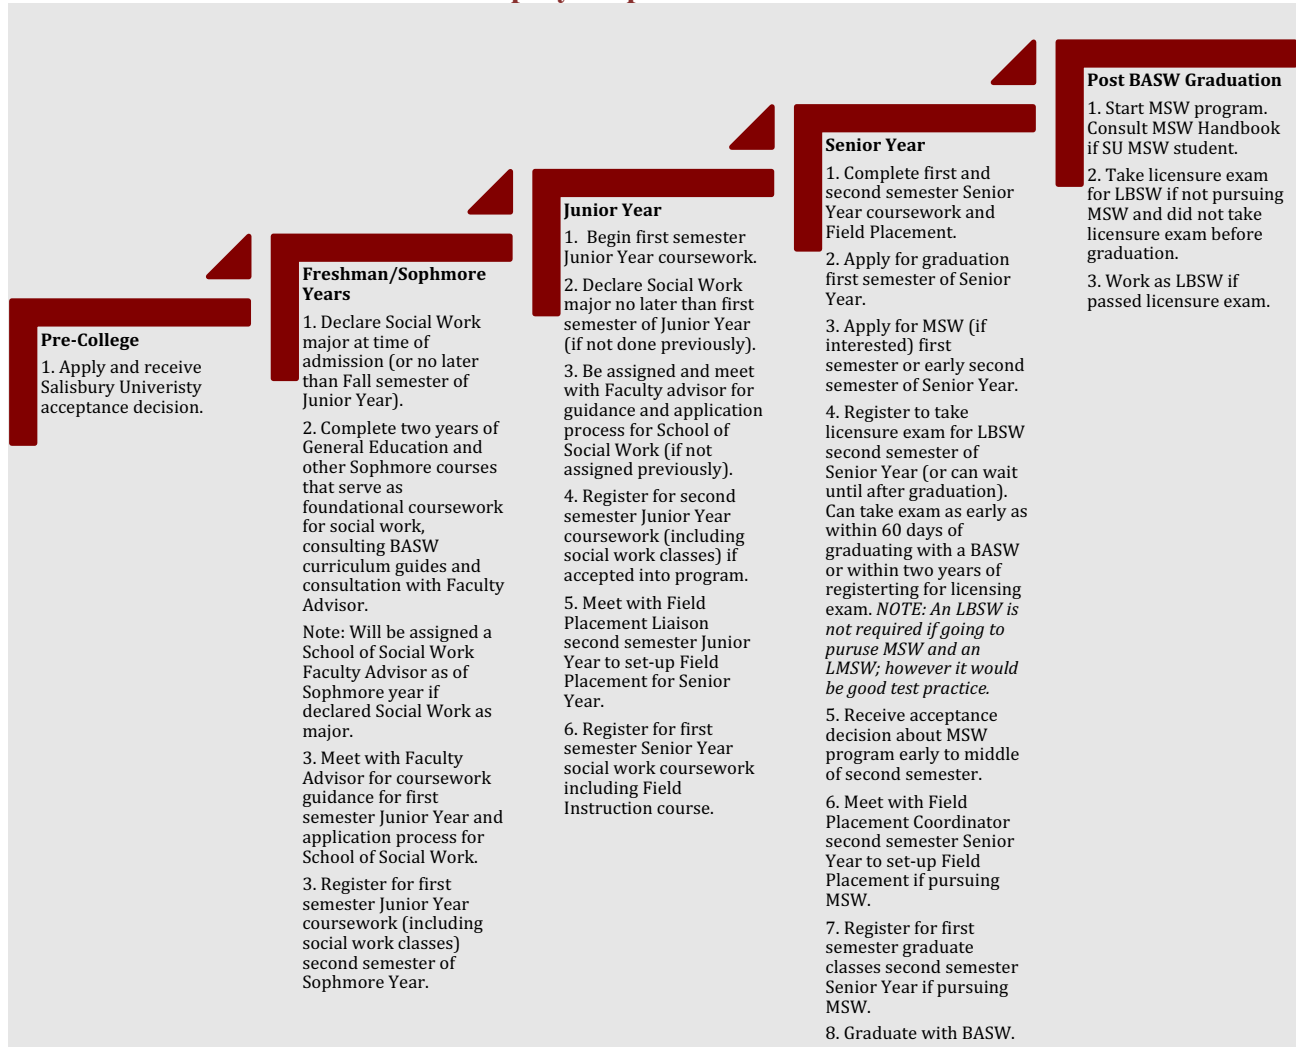 Pre-College
1. Apply and receive
Salisbury Univeristy
acceptance decision.
Freshman/Sophmore
Years
1. Declare Social Work
major at time of
admission (or no later
than Fall semester of
Junior Year).
2. Complete two years of
General Education and
other Sophmore courses
that serve as
foundational coursework
for social work,
consulting BASW
curriculum guides and
consultation with Faculty
Advisor.
Note: Will be assigned a
School of Social Work
Faculty Advisor as of
Sophmore year if
declared Social Work as
major.
3. Meet with Faculty
Advisor for coursework
guidance for first
semester Junior Year and
application process for
School of Social Work.
3. Register for first
semester Junior Year
coursework (including
social work classes)
second semester of
Sophmore Year.
Junior Year
1. Begin first semester
Junior Year coursework.
2. Declare Social Work
major no later than first
semester of Junior Year
(if not done previously).
3. Be assigned and meet
with Faculty advisor for
guidance and application
process for School of
Social Work (if not
assigned previously).
4. Register for second
semester Junior Year
coursework (including
social work classes) if
accepted into program.
5. Meet with Field
Placement Liaison
second semester Junior
Year to set-up Field
Placement for Senior
Year.
6. Register for first
semester Senior Year
social work coursework
including Field
Instruction course.
Senior Year
1. Complete first and
second semester Senior
Year coursework and
Field Placement.
2. Apply for graduation
first semester of Senior
Year.
3. Apply for MSW (if
interested) first
semester or early second
semester of Senior Year.
4. Register to take
licensure exam for LBSW
second semester of
Senior Year (or can wait
until after graduation).
Can take exam as early as
within 60 days of
graduating with a BASW
or within two years of
registerting for licensing
exam. NOTE: An LBSW is
not required if going to
puruse MSW and an
LMSW; however it would
be good test practice.
5. Receive acceptance
decision about MSW
program early to middle
of second semester.
6. Meet with Field
Placement Coordinator
second semester Senior
Year to set-up Field
Placement if pursuing
MSW.
7. Register for first
semester graduate
classes second semester
Senior Year if pursuing
MSW.
8. Graduate with BASW.
Post BASW Graduation
1. Start MSW program.
Consult MSW Handbook
if SU MSW student.
2. Take licensure exam
for LBSW if not pursuing
MSW and did not take
licensure exam before
graduation.
3. Work as LBSW if
passed licensure exam.